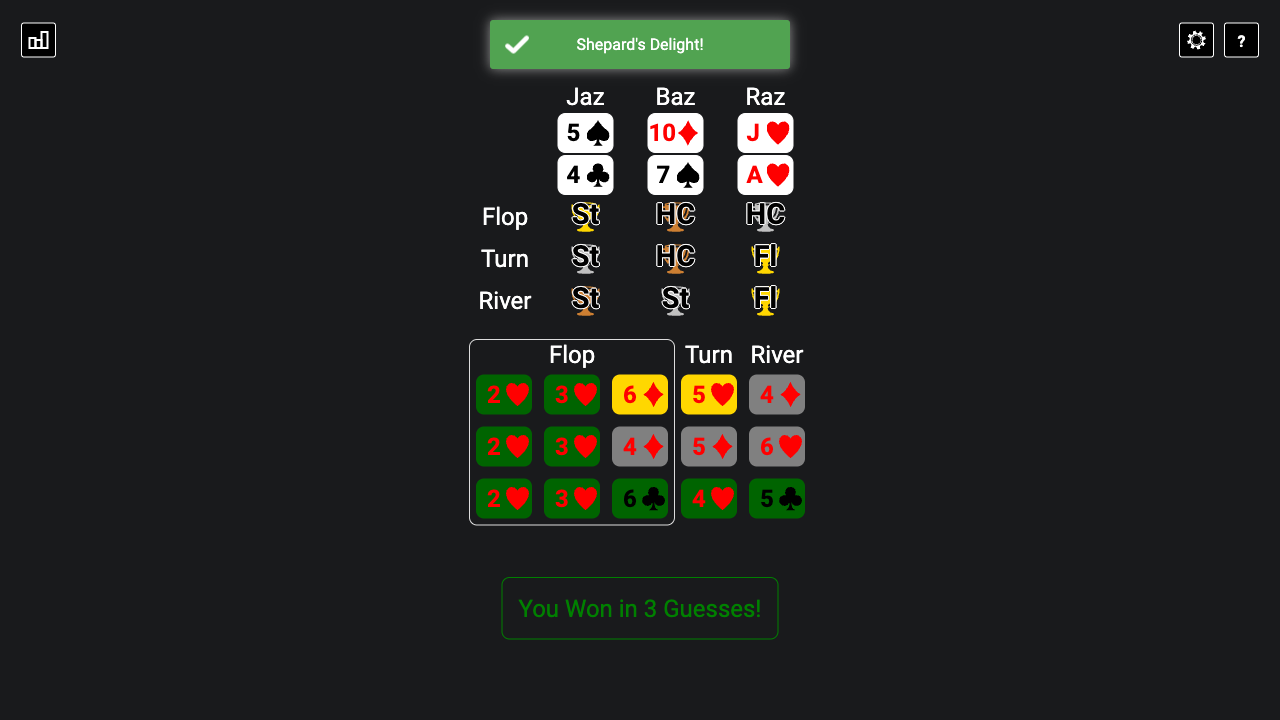 Shepard's Delight!
?
Jaz Baz Raz
5♠ 10♦ J♥
4♣ 7♠ A♥
Flop St HC HC
Turn St HC Fl
River St St Fl
Flop Turn River
2♥ 3♥ 6♦ 5♥ 4♦
2♥ 3♥ 4♦ 5♦ 6♥
2♥ 3♥ 6♣ 4♥ 5♣
You Won in 3 Guesses!